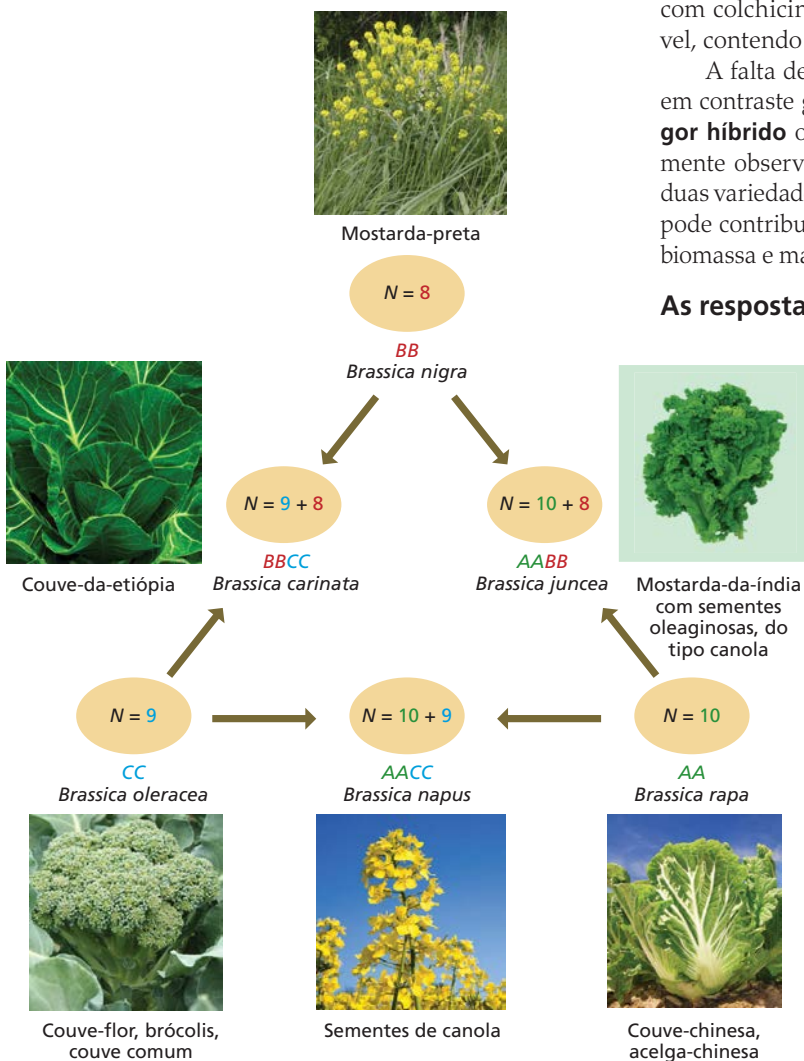 com colchicin
vel, contendo
A falta de
em contraste g
gor híbrido o
mente observ
duas variedad
pode contribu
biomassa e ma
As resposta
Mostarda-preta
N = 8
BB
Brassica nigra
N = 9 + 8
BBCC
Brassica carinata
Couve-da-etiópia
N = 10 + 8
AABB
Brassica juncea
Mostarda-da-índia
com sementes
oleaginosas, do
tipo canola
N = 9
CC
Brassica oleracea
N = 10 + 9
AACC
Brassica napus
N = 10
AA
Brassica rapa
Couve-flor, brócolis,
couve comum
Sementes de canola
Couve-chinesa,
acelga-chinesa